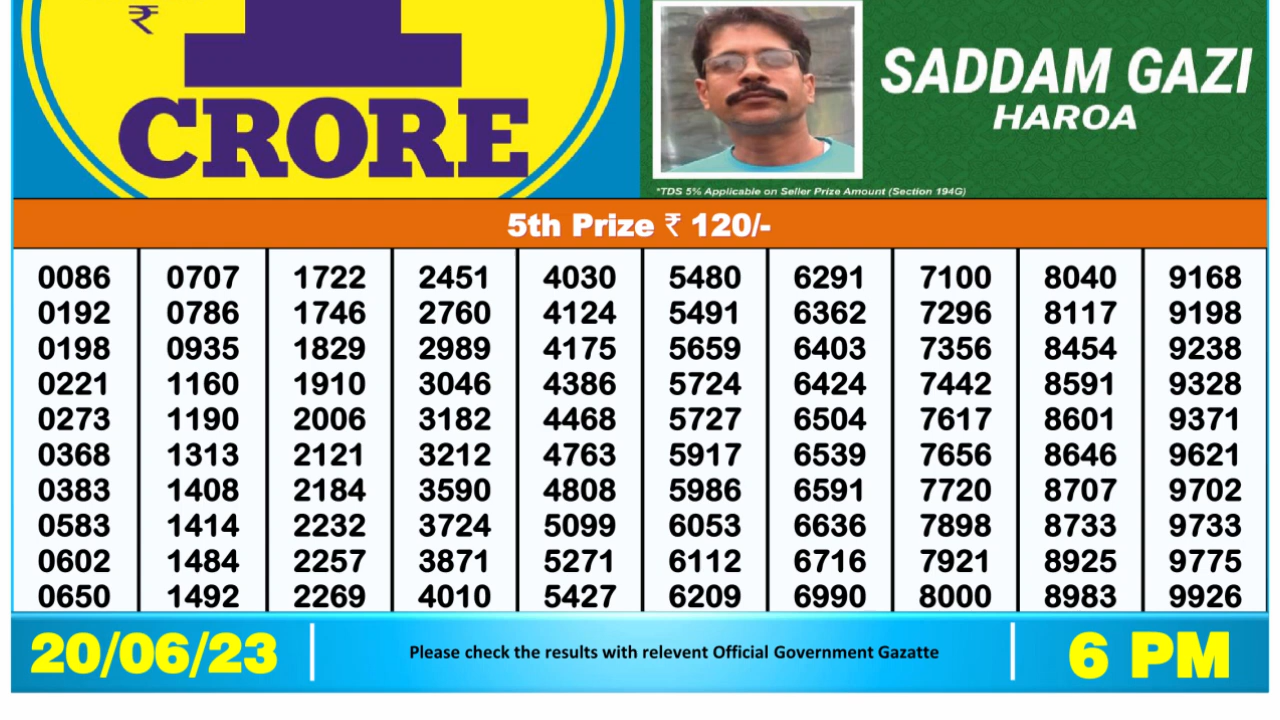 ₹
1
CRORE
SADDAM GAZI
HAROA
*TDS 5% Applicable on Seller Prize Amount (Section 194G)
5th Prize ₹ 120/-
0086 0707 1722 2451 4030 5480 6291 7100 8040 9168
0192 0786 1746 2760 4124 5491 6362 7296 8117 9198
0198 0935 1829 2989 4175 5659 6403 7356 8454 9238
0221 1160 1910 3046 4386 5724 6424 7442 8591 9328
0273 1190 2006 3182 4468 5727 6504 7617 8601 9371
0368 1313 2121 3212 4763 5917 6539 7656 8646 9621
0383 1408 2184 3590 4808 5986 6591 7720 8707 9702
0583 1414 2232 3724 5099 6053 6636 7898 8733 9733
0602 1484 2257 3871 5271 6112 6716 7921 8925 9775
0650 1492 2269 4010 5427 6209 6990 8000 8983 9926
20/06/23
Please check the results with relevent Official Government Gazatte
6 PM